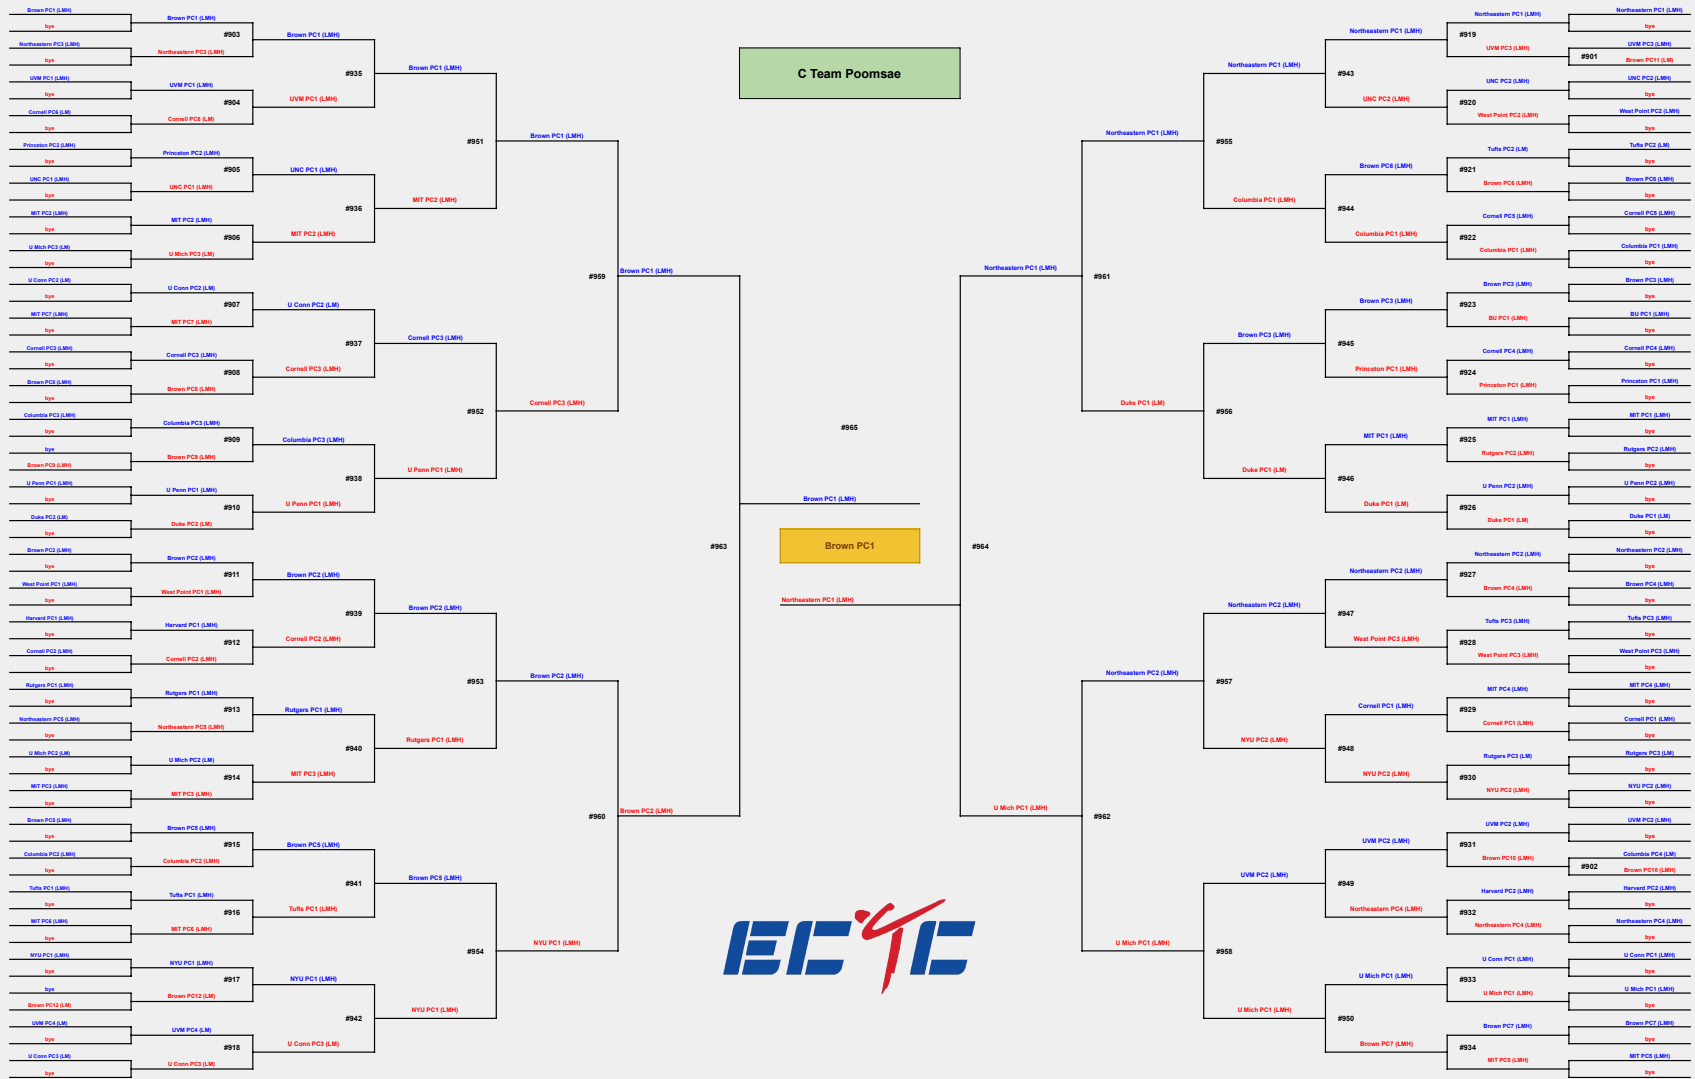 C Team Poomsae
Brown PC1 (LMH)
bye
Northeastern PC3 (LMH)
bye
UVM PC1 (LMH)
bye
Cornell PC6 (LM)
bye
Princeton PC2 (LMH)
bye
UNC PC1 (LMH)
bye
MIT PC2 (LMH)
bye
U Mich PC3 (LM)
bye
U Conn PC2 (LM)
bye
MIT PC7 (LMH)
bye
Cornell PC3 (LMH)
bye
Brown PC8 (LMH)
bye
Columbia PC3 (LMH)
bye
bye
Brown PC9 (LMH)
U Penn PC1 (LMH)
bye
Duke PC2 (LM)
bye
Brown PC2 (LMH)
bye
West Point PC1 (LMH)
bye
Harvard PC1 (LMH)
bye
Cornell PC2 (LMH)
bye
Rutgers PC1 (LMH)
bye
Northeastern PC5 (LMH)
bye
U Mich PC2 (LM)
bye
MIT PC3 (LMH)
bye
Brown PC5 (LMH)
bye
Columbia PC2 (LMH)
bye
Tufts PC1 (LMH)
bye
MIT PC6 (LMH)
bye
NYU PC1 (LMH)
bye
bye
Brown PC12 (LM)
UVM PC4 (LM)
bye
U Conn PC3 (LM)
bye
Brown PC1 (LMH)
#903
Northeastern PC3 (LMH)
UVM PC1 (LMH)
#904
Cornell PC6 (LM)
Princeton PC2 (LMH)
#905
UNC PC1 (LMH)
MIT PC2 (LMH)
#906
U Mich PC3 (LM)
U Conn PC2 (LM)
#907
MIT PC7 (LMH)
Cornell PC3 (LMH)
#908
Brown PC8 (LMH)
Columbia PC3 (LMH)
#909
Brown PC9 (LMH)
U Penn PC1 (LMH)
#910
Duke PC2 (LM)
Brown PC2 (LMH)
#911
West Point PC1 (LMH)
Harvard PC1 (LMH)
#912
Cornell PC2 (LMH)
Rutgers PC1 (LMH)
#913
Northeastern PC5 (LMH)
U Mich PC2 (LM)
#914
MIT PC3 (LMH)
Brown PC5 (LMH)
#915
Columbia PC2 (LMH)
Tufts PC1 (LMH)
#916
MIT PC6 (LMH)
NYU PC1 (LMH)
#917
Brown PC12 (LM)
UVM PC4 (LM)
#918
U Conn PC3 (LM)
Brown PC1 (LMH)
#935
UVM PC1 (LMH)
UNC PC1 (LMH)
#936
MIT PC2 (LMH)
U Conn PC2 (LM)
#937
Cornell PC3 (LMH)
Columbia PC3 (LMH)
#938
U Penn PC1 (LMH)
Brown PC2 (LMH)
#939
Cornell PC2 (LMH)
Rutgers PC1 (LMH)
#940
MIT PC3 (LMH)
Brown PC5 (LMH)
#941
Tufts PC1 (LMH)
NYU PC1 (LMH)
#942
U Conn PC3 (LM)
Brown PC1 (LMH)
#951
MIT PC2 (LMH)
Cornell PC3 (LMH)
#952
U Penn PC1 (LMH)
Brown PC2 (LMH)
#953
Rutgers PC1 (LMH)
Brown PC5 (LMH)
#954
NYU PC1 (LMH)
Brown PC1 (LMH)
#959
Cornell PC3 (LMH)
Brown PC2 (LMH)
#960
NYU PC1 (LMH)
Brown PC1 (LMH)
#963
Brown PC2 (LMH)
#965
Brown PC1 (LMH)
Brown PC1
Northeastern PC1 (LMH)
ECTC
Northeastern PC1 (LMH)
#964
U Mich PC1 (LMH)
Northeastern PC1 (LMH)
#961
Duke PC1 (LM)
Northeastern PC2 (LMH)
#962
U Mich PC1 (LMH)
Northeastern PC1 (LMH)
#955
Columbia PC1 (LMH)
Brown PC3 (LMH)
#956
Duke PC1 (LM)
Northeastern PC2 (LMH)
#957
NYU PC2 (LMH)
UVM PC2 (LMH)
#958
U Mich PC1 (LMH)
Northeastern PC1 (LMH)
#943
UNC PC2 (LMH)
Brown PC6 (LMH)
#944
Columbia PC1 (LMH)
Brown PC3 (LMH)
#945
Princeton PC1 (LMH)
MIT PC1 (LMH)
#946
Duke PC1 (LM)
Northeastern PC2 (LMH)
#947
West Point PC3 (LMH)
Cornell PC1 (LMH)
#948
NYU PC2 (LMH)
UVM PC2 (LMH)
#949
Northeastern PC4 (LMH)
U Mich PC1 (LMH)
#950
Brown PC7 (LMH)
Northeastern PC1 (LMH)
#919
UVM PC3 (LMH)
UNC PC2 (LMH)
#920
West Point PC2 (LMH)
Tufts PC2 (LM)
#921
Brown PC6 (LMH)
Cornell PC5 (LMH)
#922
Columbia PC1 (LMH)
Brown PC3 (LMH)
#923
BU PC1 (LMH)
Cornell PC4 (LMH)
#924
Princeton PC1 (LMH)
MIT PC1 (LMH)
#925
Rutgers PC2 (LMH)
U Penn PC2 (LMH)
#926
Duke PC1 (LM)
Northeastern PC2 (LMH)
#927
Brown PC4 (LMH)
Tufts PC3 (LMH)
#928
West Point PC3 (LMH)
MIT PC4 (LMH)
#929
Cornell PC1 (LMH)
Rutgers PC3 (LM)
#930
NYU PC2 (LMH)
UVM PC2 (LMH)
#931
Brown PC10 (LMH)
Harvard PC2 (LMH)
#932
Northeastern PC4 (LMH)
U Conn PC1 (LMH)
#933
U Mich PC1 (LMH)
Brown PC7 (LMH)
#934
MIT PC5 (LMH)
Northeastern PC1 (LMH)
bye
UVM PC3 (LMH)
#901
Brown PC11 (LM)
UNC PC2 (LMH)
bye
West Point PC2 (LMH)
bye
Tufts PC2 (LM)
bye
Brown PC6 (LMH)
bye
Cornell PC5 (LMH)
bye
Columbia PC1 (LMH)
bye
Brown PC3 (LMH)
bye
BU PC1 (LMH)
bye
Cornell PC4 (LMH)
bye
Princeton PC1 (LMH)
bye
MIT PC1 (LMH)
bye
Rutgers PC2 (LMH)
bye
U Penn PC2 (LMH)
bye
Duke PC1 (LM)
bye
Northeastern PC2 (LMH)
bye
Brown PC4 (LMH)
bye
Tufts PC3 (LMH)
bye
West Point PC3 (LMH)
bye
MIT PC4 (LMH)
bye
Cornell PC1 (LMH)
bye
Rutgers PC3 (LM)
bye
NYU PC2 (LMH)
bye
UVM PC2 (LMH)
bye
Columbia PC4 (LM)
#902
Brown PC10 (LMH)
Harvard PC2 (LMH)
bye
Northeastern PC4 (LMH)
bye
U Conn PC1 (LMH)
bye
U Mich PC1 (LMH)
bye
Brown PC7 (LMH)
bye
MIT PC5 (LMH)
bye